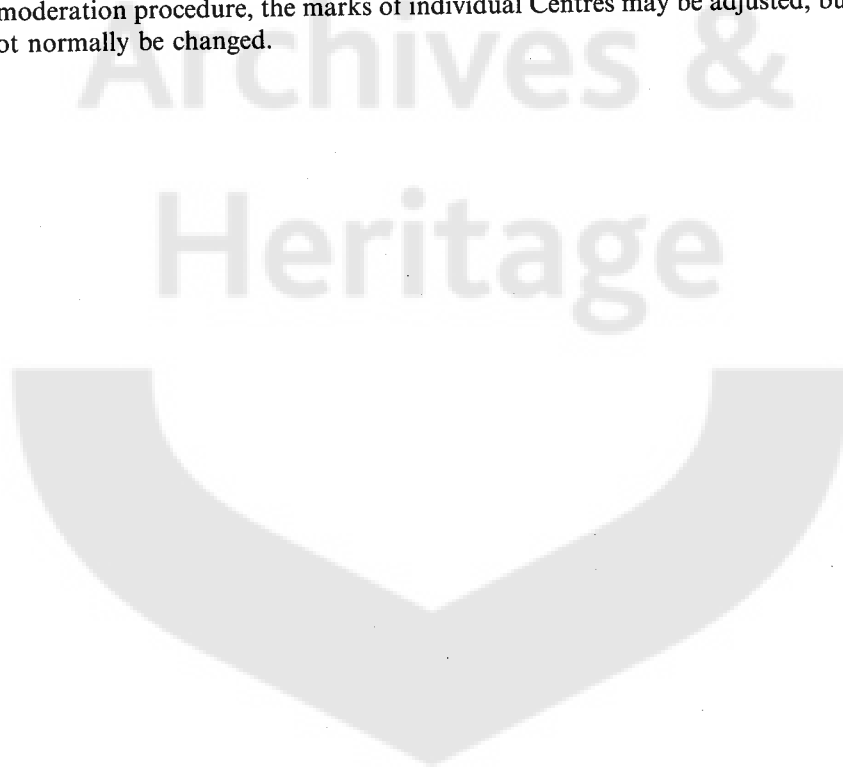 moderation procedure, the marks of individual Centres may be adjusted, bu
ot normally be changed.
Archives &
Heritage